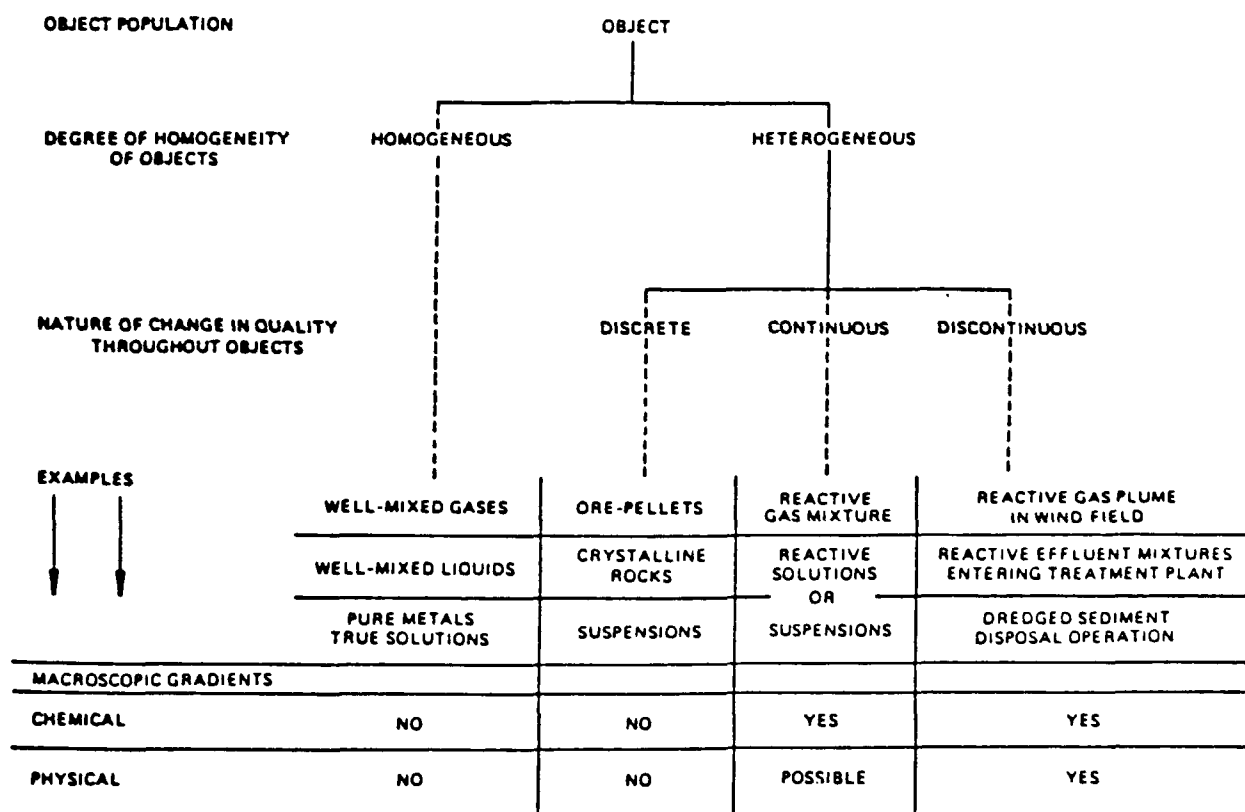 OBJECT POPULATION
OBJECT
DEGREE OF HOMOGENEITY
OF OBJECTS
HOMOGENEOUS
HETEROGENEOUS
NATURE OF CHANGE IN QUALITY
THROUGHOUT OBJECTS
DISCRETE
CONTINUOUS
DISCONTINUOUS
EXAMPLES
WELL-MIXED GASES
ORE-PELLETS
REACTIVE
GAS MIXTURE
REACTIVE GAS PLUME
IN WIND FIELD
WELL-MIXED LIQUIDS
CRYSTALLINE
ROCKS
REACTIVE
SOLUTIONS
OR
REACTIVE EFFLUENT MIXTURES
ENTERING TREATMENT PLANT
PURE METALS
TRUE SOLUTIONS
SUSPENSIONS
SUSPENSIONS
DREDGED SEDIMENT
DISPOSAL OPERATION
MACROSCOPIC GRADIENTS
CHEMICAL
NO
NO
YES
YES
PHYSICAL
NO
NO
POSSIBLE
YES